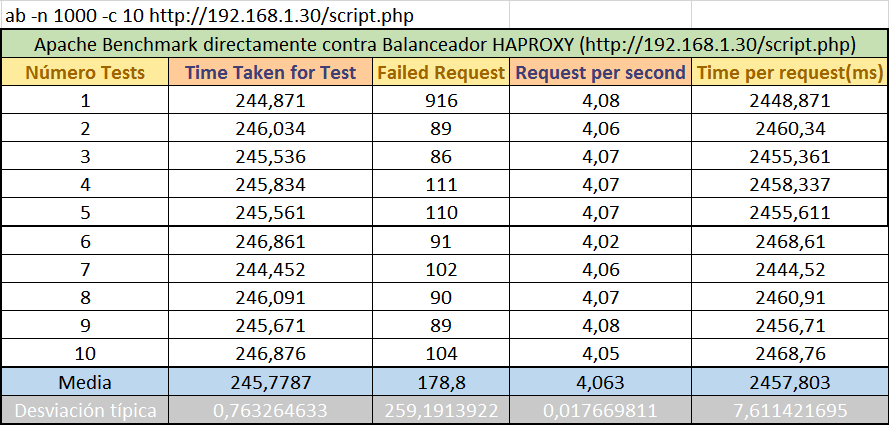 ab -n 1000 -c 10 http://192.168.1.30/script.php
Apache Benchmark directamente contra Balanceador HAPROXY (http://192.168.1.30/script.php)
Número Tests Time Taken for Test Failed Request Request per second Time per request(ms)
1 244,871 916 4,08 2448,871
2 246,034 89 4,06 2460,34
3 245,536 86 4,07 2455,361
4 245,834 111 4,07 2458,337
5 245,561 110 4,07 2455,611
6 246,861 91 4,02 2468,61
7 244,452 102 4,06 2444,52
8 246,091 90 4,07 2460,91
9 245,671 89 4,08 2456,71
10 246,876 104 4,05 2468,76
Media 245,7787 178,8 4,063 2457,803
Desviación típica 0,763264633 259,1913922 0,017669811 7,611421695